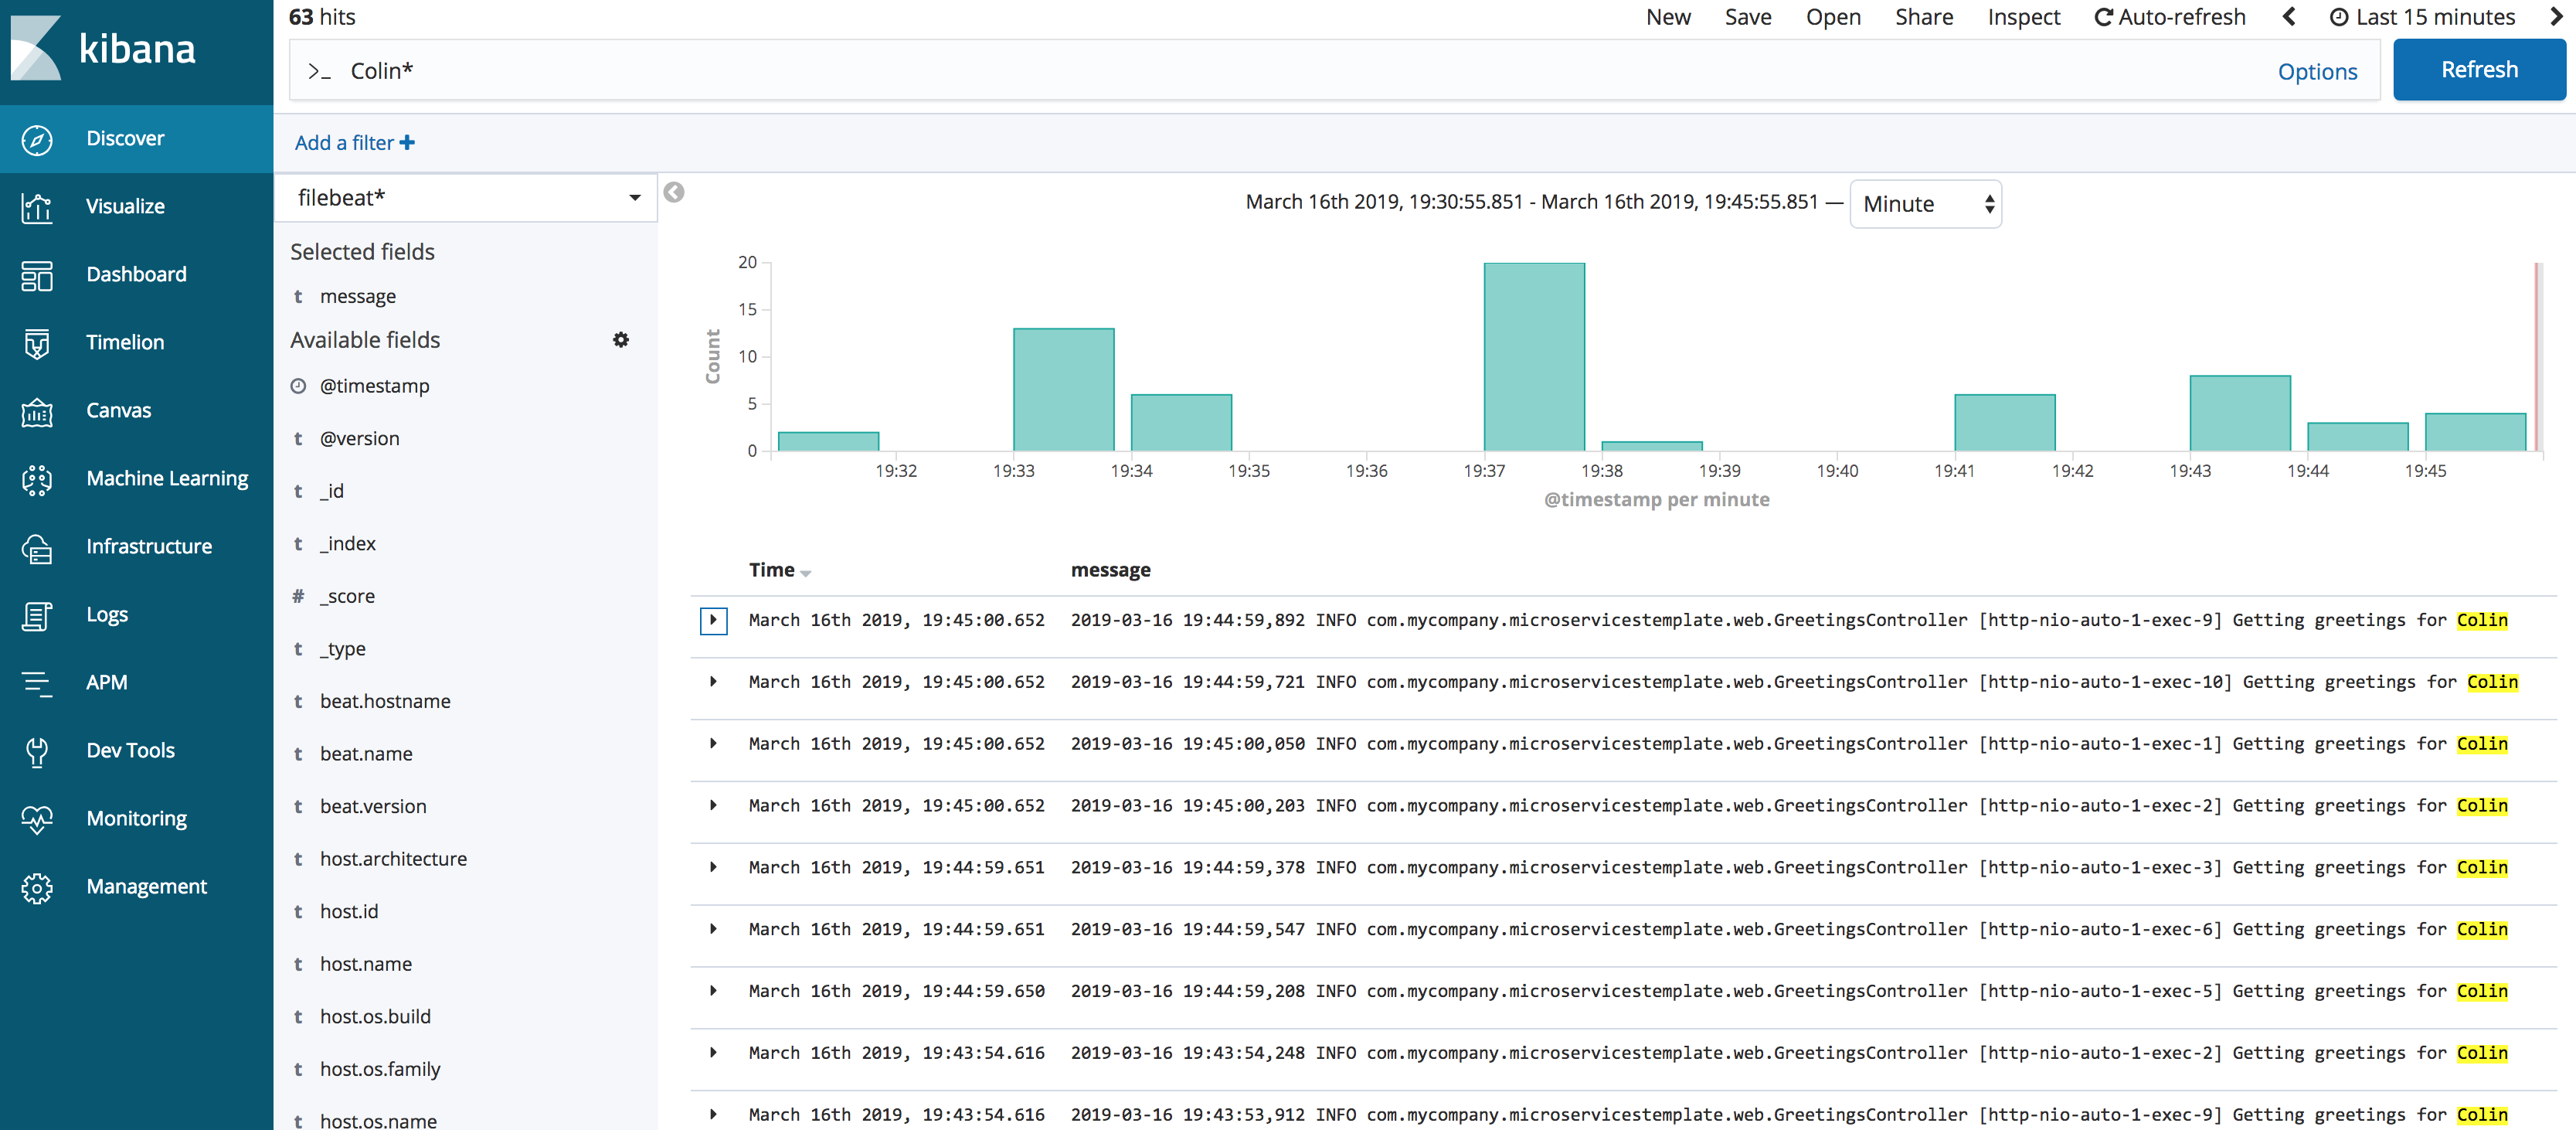 kibana
Discover
Visualize
Dashboard
Timelion
Canvas
Machine Learning
Infrastructure
Logs
APM
Dev Tools
Monitoring
Management
63 hits
New Save Open Share Inspect Auto-refresh Last 15 minutes
>_ Colin*
Options
Refresh
Add a filter +
filebeat*
Selected fields
t message
Available fields
@timestamp
t @version
t _id
t _index
# _score
t _type
t beat.hostname
t beat.name
t beat.version
t host.architecture
t host.id
t host.name
t host.os.build
t host.os.family
t host.os.name
March 16th 2019, 19:30:55.851 - March 16th 2019, 19:45:55.851 — Minute
Count
20
15
10
5
0
19:32 19:33 19:34 19:35 19:36 19:37 19:38 19:39 19:40 19:41 19:42 19:43 19:44 19:45
@timestamp per minute
Time message
March 16th 2019, 19:45:00.652 2019-03-16 19:44:59,892 INFO com.mycompany.microservicestemplate.web.GreetingsController [http-nio-auto-1-exec-9] Getting greetings for Colin
March 16th 2019, 19:45:00.652 2019-03-16 19:44:59,721 INFO com.mycompany.microservicestemplate.web.GreetingsController [http-nio-auto-1-exec-10] Getting greetings for Colin
March 16th 2019, 19:45:00.652 2019-03-16 19:45:00,050 INFO com.mycompany.microservicestemplate.web.GreetingsController [http-nio-auto-1-exec-1] Getting greetings for Colin
March 16th 2019, 19:45:00.652 2019-03-16 19:45:00,203 INFO com.mycompany.microservicestemplate.web.GreetingsController [http-nio-auto-1-exec-2] Getting greetings for Colin
March 16th 2019, 19:44:59.651 2019-03-16 19:44:59,378 INFO com.mycompany.microservicestemplate.web.GreetingsController [http-nio-auto-1-exec-3] Getting greetings for Colin
March 16th 2019, 19:44:59.651 2019-03-16 19:44:59,547 INFO com.mycompany.microservicestemplate.web.GreetingsController [http-nio-auto-1-exec-6] Getting greetings for Colin
March 16th 2019, 19:44:59.650 2019-03-16 19:44:59,208 INFO com.mycompany.microservicestemplate.web.GreetingsController [http-nio-auto-1-exec-5] Getting greetings for Colin
March 16th 2019, 19:43:54.616 2019-03-16 19:43:54,248 INFO com.mycompany.microservicestemplate.web.GreetingsController [http-nio-auto-1-exec-2] Getting greetings for Colin
March 16th 2019, 19:43:54.616 2019-03-16 19:43:53,912 INFO com.mycompany.microservicestemplate.web.GreetingsController [http-nio-auto-1-exec-9] Getting greetings for Colin